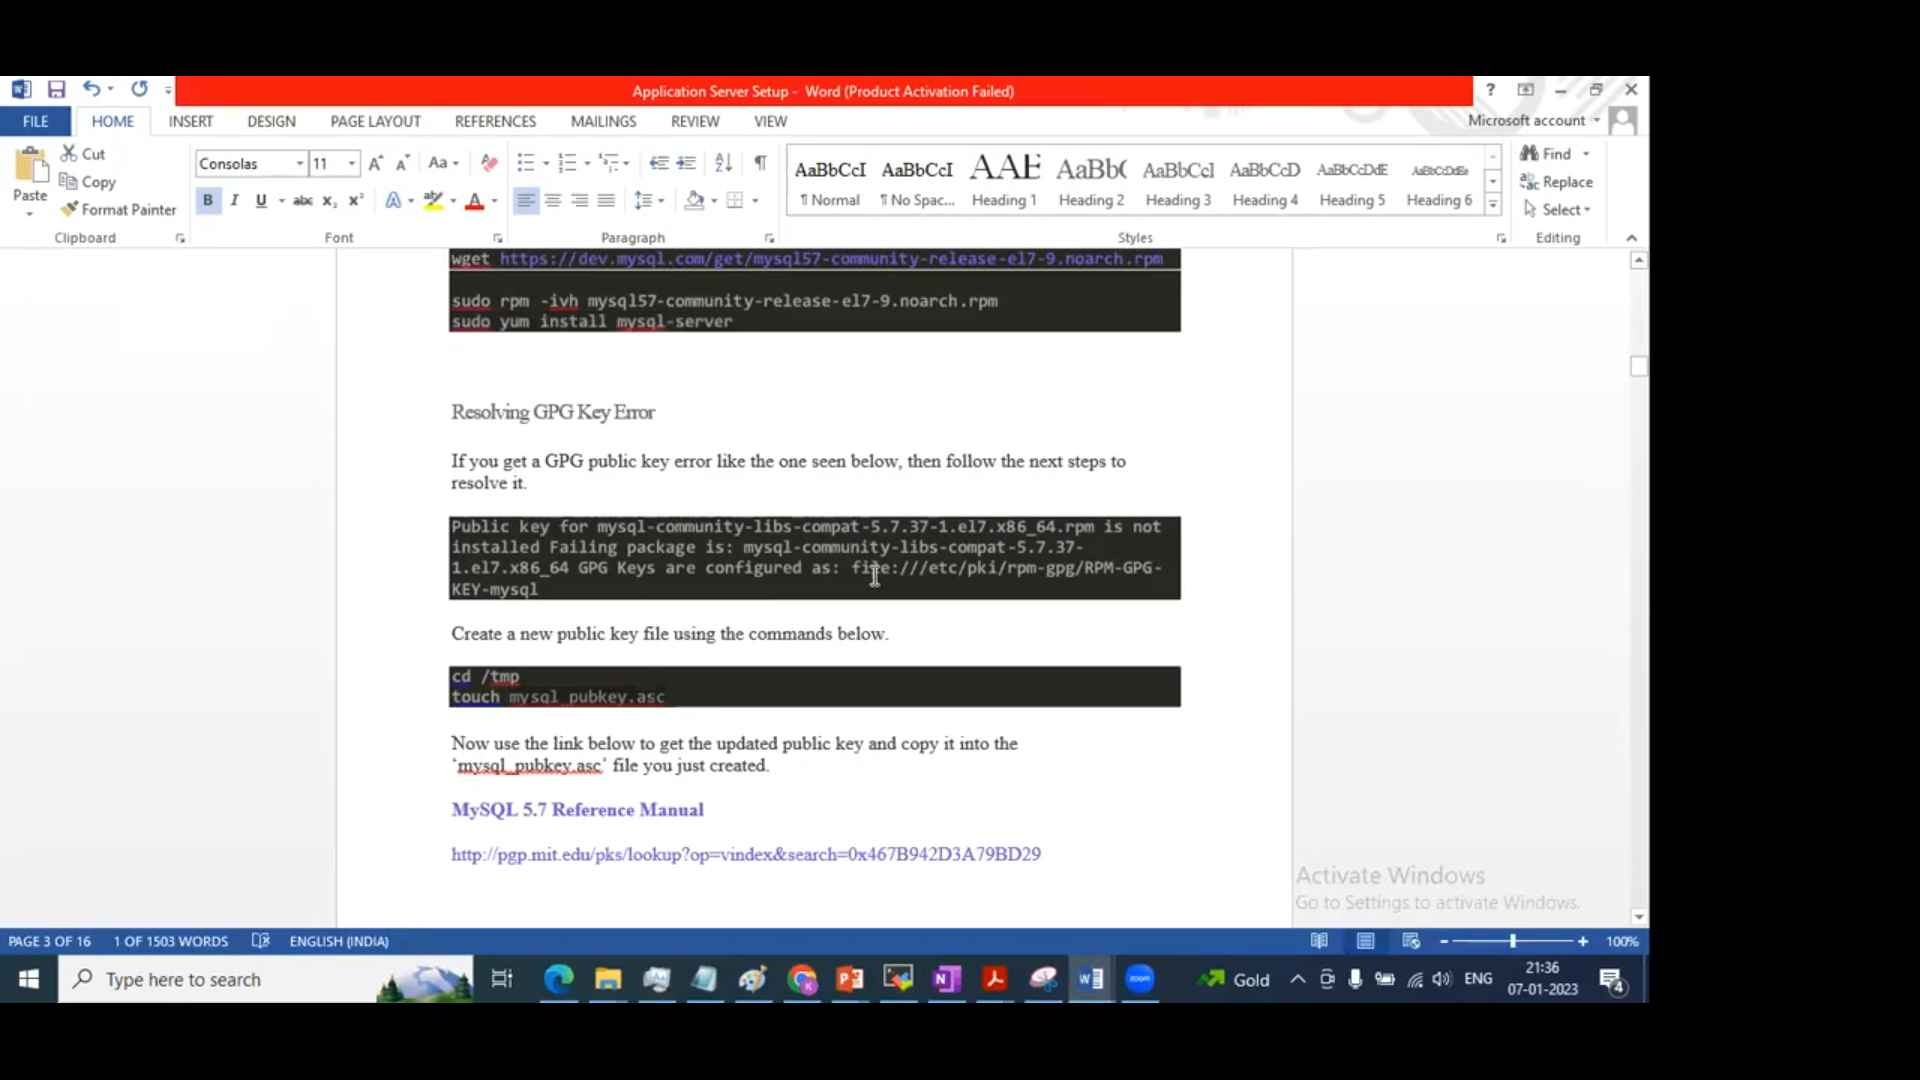 Application Server Setup - Word (Product Activation Failed)
FILE HOME INSERT DESIGN PAGE LAYOUT REFERENCES MAILINGS REVIEW VIEW Microsoft account
Paste Cut Copy Format Painter
Consolas 11
AaBbCcI AaBbCcI AAE AaBb( AaBbCcl AaBbCcD AaBbCcDdE AaBbCcDdEe
¶ Normal ¶ No Spac... Heading 1 Heading 2 Heading 3 Heading 4 Heading 5 Heading 6
Find
Replace
Select
Clipboard Font Paragraph Styles Editing
wget https://dev.mysql.com/get/mysql57-community-release-el7-9.noarch.rpm
sudo rpm -ivh mysql57-community-release-el7-9.noarch.rpm
sudo yum install mysql-server
Resolving GPG Key Error
If you get a GPG public key error like the one seen below, then follow the next steps to
resolve it.
Public key for mysql-community-libs-compat-5.7.37-1.el7.x86_64.rpm is not
installed Failing package is: mysql-community-libs-compat-5.7.37-
1.el7.x86_64 GPG Keys are configured as: file:///etc/pki/rpm-gpg/RPM-GPG-
KEY-mysql
Create a new public key file using the commands below.
cd /tmp
touch mysql_pubkey.asc
Now use the link below to get the updated public key and copy it into the
‘mysql_pubkey.asc’ file you just created.
MySQL 5.7 Reference Manual
http://pgp.mit.edu/pks/lookup?op=vindex&search=0x467B942D3A79BD29
Activate Windows
Go to Settings to activate Windows.
PAGE 3 OF 16 1 OF 1503 WORDS ENGLISH (INDIA) 100%
Type here to search
zoom
Gold
ENG
21:36
07-01-2023
4